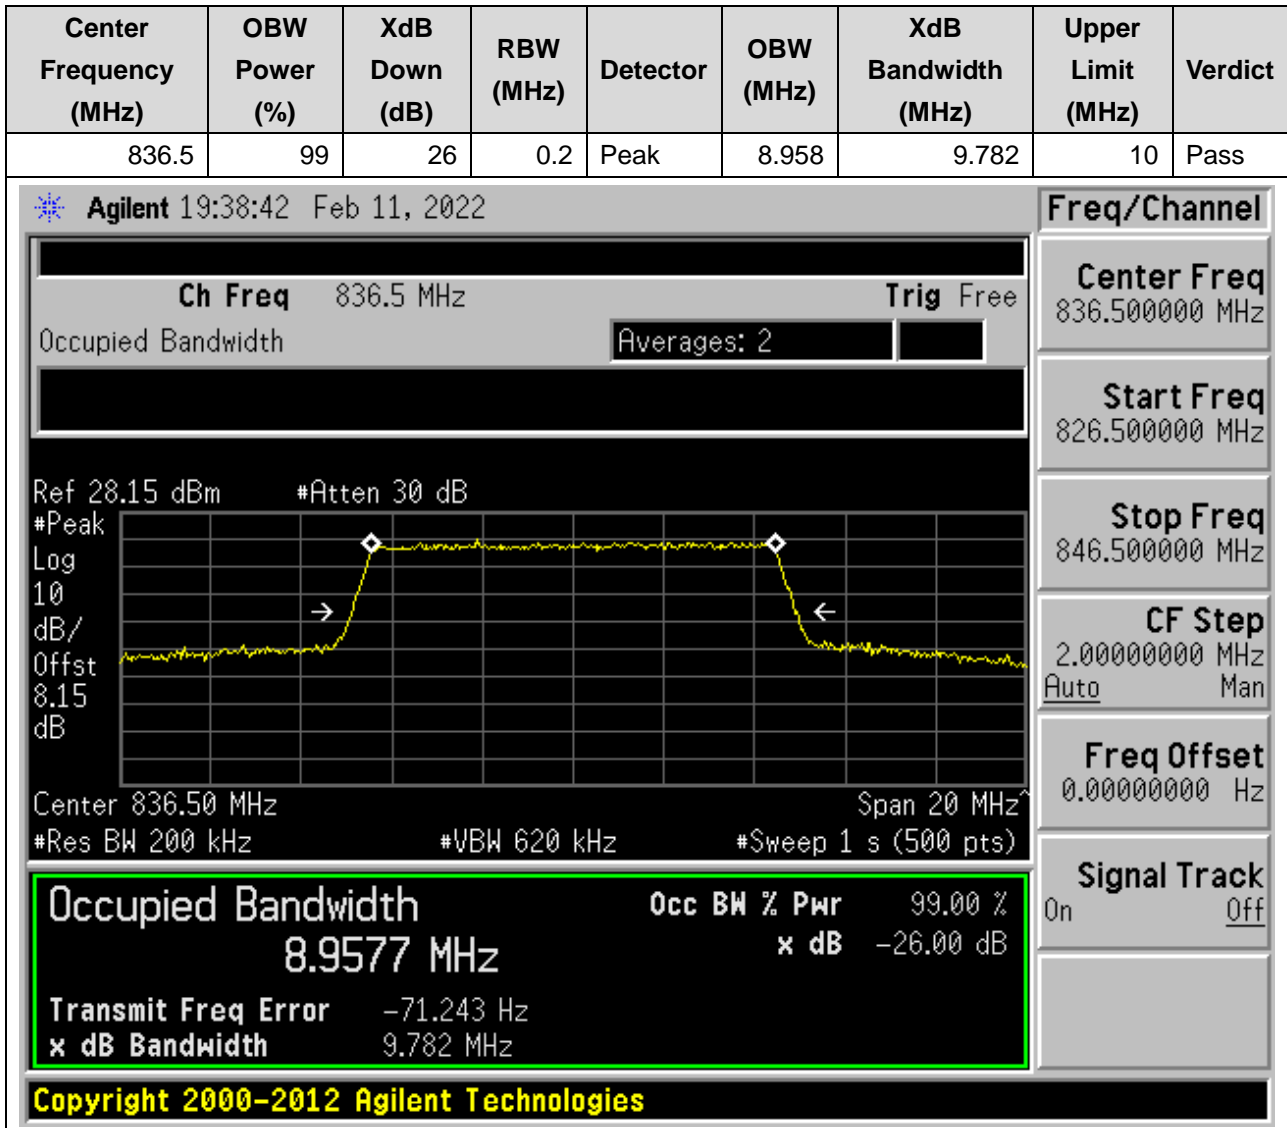 Center Frequency (MHz) OBW Power (%) XdB Down (dB) RBW (MHz) Detector OBW (MHz) XdB Bandwidth (MHz) Upper Limit (MHz) Verdict
836.5 99 26 0.2 Peak 8.958 9.782 10 Pass
Agilent 19:38:42 Feb 11, 2022
Ch Freq 836.5 MHz Trig Free
Occupied Bandwidth Averages: 2
Ref 28.15 dBm #Atten 30 dB
#Peak
Log
10
dB/
Offst
8.15
dB
Center 836.50 MHz Span 20 MHz^
#Res BW 200 kHz #VBW 620 kHz #Sweep 1 s (500 pts)
Occupied Bandwidth Occ BW % Pwr 99.00 %
8.9577 MHz x dB -26.00 dB
Transmit Freq Error -71.243 Hz
x dB Bandwidth 9.782 MHz
Copyright 2000-2012 Agilent Technologies
Freq/Channel
Center Freq
836.500000 MHz
Start Freq
826.500000 MHz
Stop Freq
846.500000 MHz
CF Step
2.00000000 MHz
Auto Man
Freq Offset
0.00000000 Hz
Signal Track
On Off